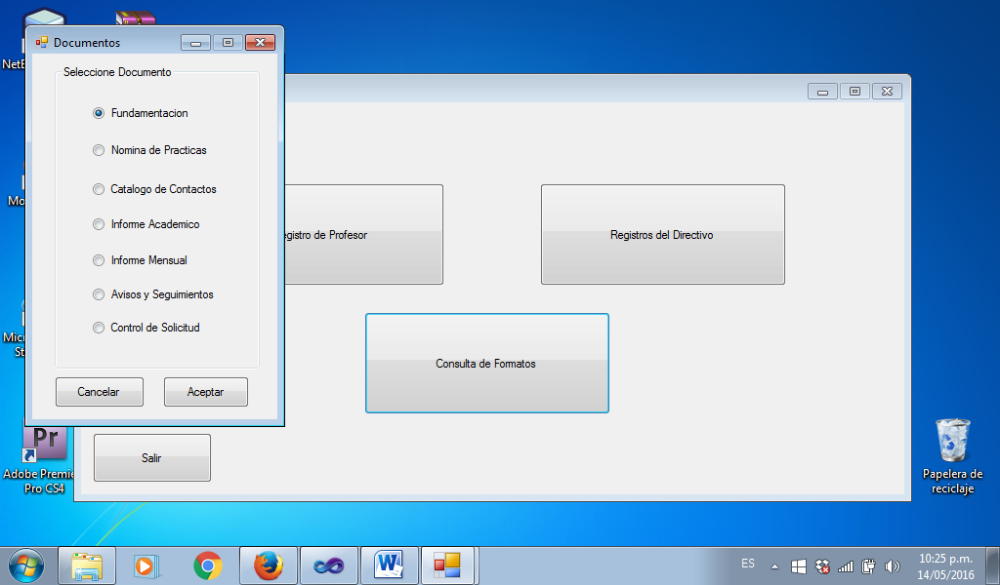 Documentos
Seleccione Documento
Fundamentacion
Nomina de Practicas
Catalogo de Contactos
Informe Academico
Informe Mensual
Avisos y Seguimientos
Control de Solicitud
Cancelar
Aceptar
egistro de Profesor
Registros del Directivo
Consulta de Formatos
Salir
NetB
Mo
Micr
St
Pr
Adobe Premie
Pro CS4
Papelera de
reciclaje
W
ES
10:25 p.m.
14/05/2016